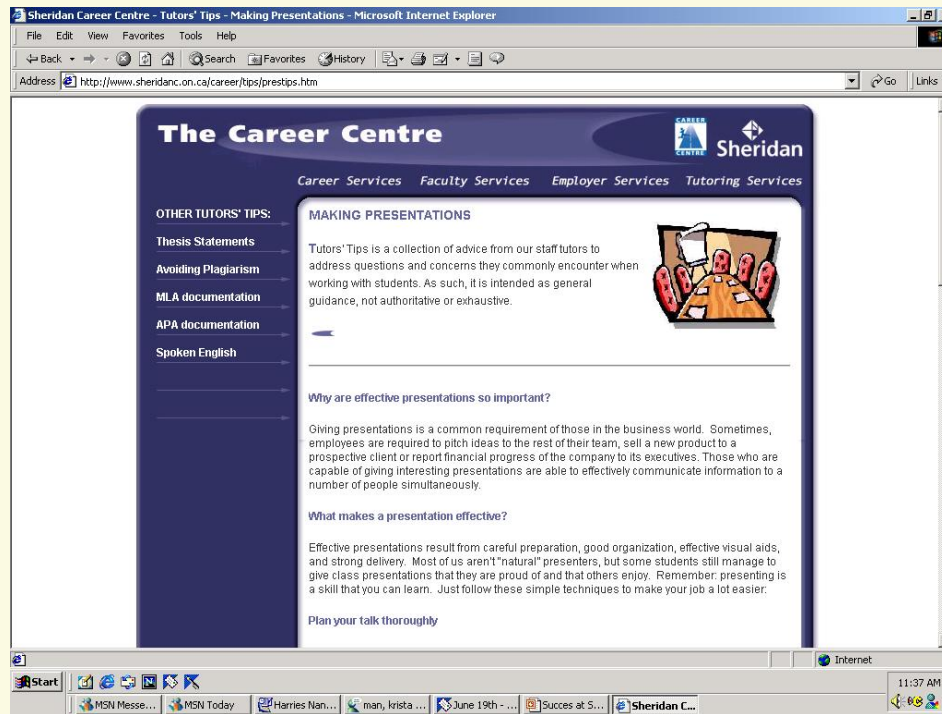 Sheridan Career Centre - Tutors' Tips - Making Presentations - Microsoft Internet Explorer
File Edit View Favorites Tools Help
Back Search Favorites History
Address http://www.sheridanc.on.ca/career/tips/prestips.htm Go Links
The Career Centre
CAREER CENTRE
Sheridan
Career Services Faculty Services Employer Services Tutoring Services
OTHER TUTORS' TIPS:
Thesis Statements
Avoiding Plagiarism
MLA documentation
APA documentation
Spoken English
MAKING PRESENTATIONS
Tutors' Tips is a collection of advice from our staff tutors to
address questions and concerns they commonly encounter when
working with students. As such, it is intended as general
guidance, not authoritative or exhaustive.
Why are effective presentations so important?
Giving presentations is a common requirement of those in the business world. Sometimes,
employees are required to pitch ideas to the rest of their team, sell a new product to a
prospective client or report financial progress of the company to its executives. Those who are
capable of giving interesting presentations are able to effectively communicate information to a
number of people simultaneously.
What makes a presentation effective?
Effective presentations result from careful preparation, good organization, effective visual aids,
and strong delivery. Most of us aren't "natural" presenters, but some students still manage to
give class presentations that they are proud of and that others enjoy. Remember: presenting is
a skill that you can learn. Just follow these simple techniques to make your job a lot easier:
Plan your talk thoroughly
Internet
Start 11:37 AM
MSN Messe... MSN Today Harries Nan... man, krista ... June 19th - ... Succes at S... Sheridan C...